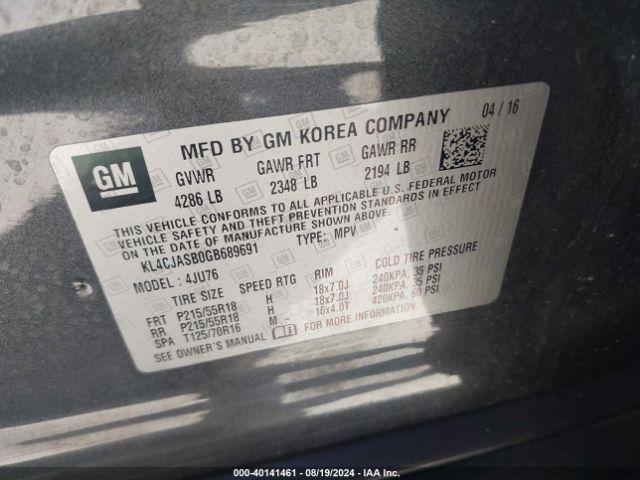 MFD BY GM KOREA COMPANY 04 / 16
GM
GVWR GAWR FRT GAWR RR
4286 LB 2348 LB 2194 LB
THIS VEHICLE CONFORMS TO ALL APPLICABLE U.S. FEDERAL MOTOR
VEHICLE SAFETY AND THEFT PREVENTION STANDARDS IN EFFECT
ON THE DATE OF MANUFACTURE SHOWN ABOVE.
KL4CJASB0GB689691 TYPE: MPV
MODEL : 4JU76
TIRE SIZE SPEED RTG RIM COLD TIRE PRESSURE
FRT P215/55R18 H 18x7.0J 240KPA, 35 PSI
RR P215/55R18 H 18x7.0J 240KPA, 35 PSI
SPA T125/70R16 M 16x4.0T 420KPA, 60 PSI
SEE OWNER'S MANUAL FOR MORE INFORMATION.
000-40141461 - 08/19/2024 - IAA Inc.